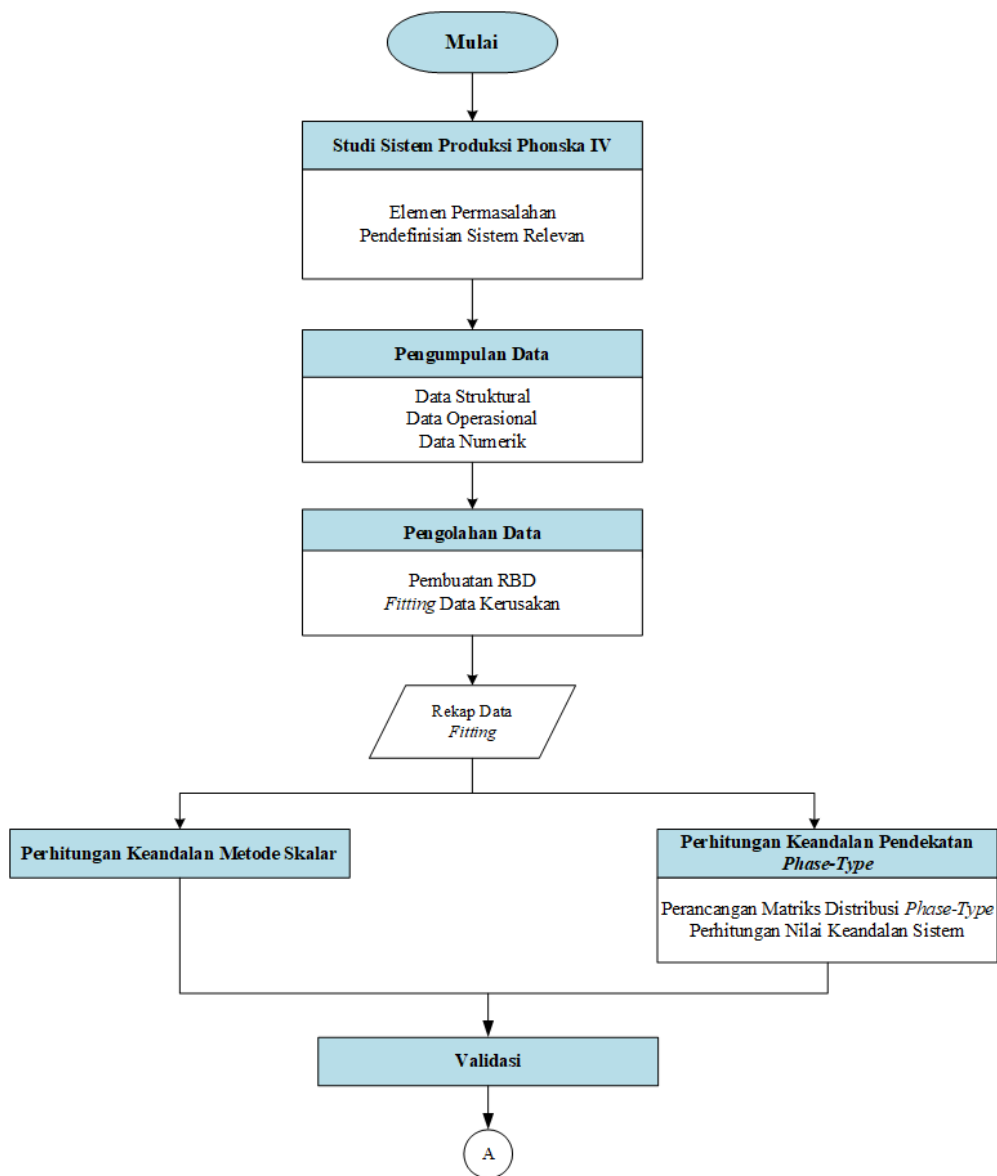 Mulai
Studi Sistem Produksi Phonska IV
Elemen Permasalahan
Pendefinisian Sistem Relevan
Pengumpulan Data
Data Struktural
Data Operasional
Data Numerik
Pengolahan Data
Pembuatan RBD
Fitting Data Kerusakan
Rekap Data
Fitting
Perhitungan Keandalan Metode Skalar
Perhitungan Keandalan Pendekatan
Phase-Type
Perancangan Matriks Distribusi Phase-Type
Perhitungan Nilai Keandalan Sistem
Validasi
A